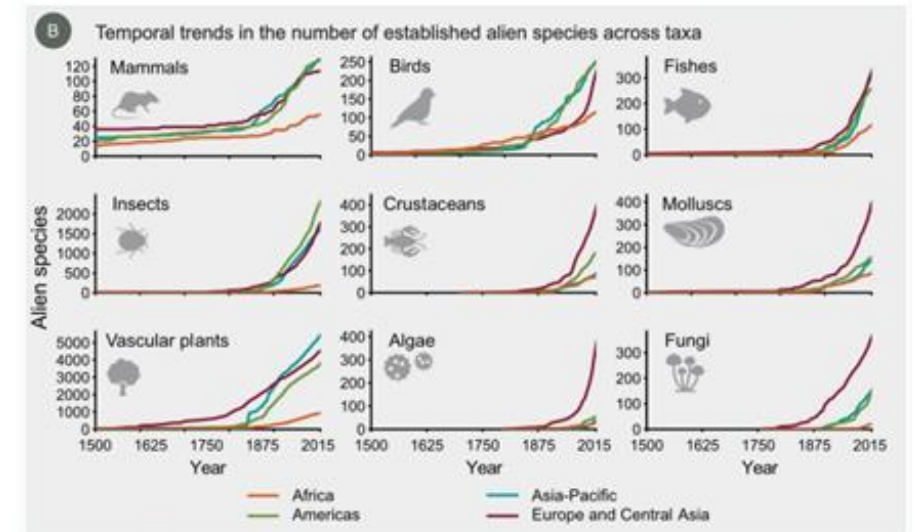 B Temporal trends in the number of established alien species across taxa
Mammals
120
100
80
60
40
20
0
Birds
250
200
150
100
50
0
Fishes
300
200
100
0
Alien species
Insects
2000
1500
1000
500
0
Crustaceans
400
300
200
100
0
Molluscs
400
300
200
100
0
Vascular plants
5000
4000
3000
2000
1000
0
1500 1625 1750 1875 2015
Year
Algae
400
300
200
100
0
1500 1625 1750 1875 2015
Year
Fungi
300
200
100
0
1500 1625 1750 1875 2015
Year
Africa
Asia-Pacific
Americas
Europe and Central Asia